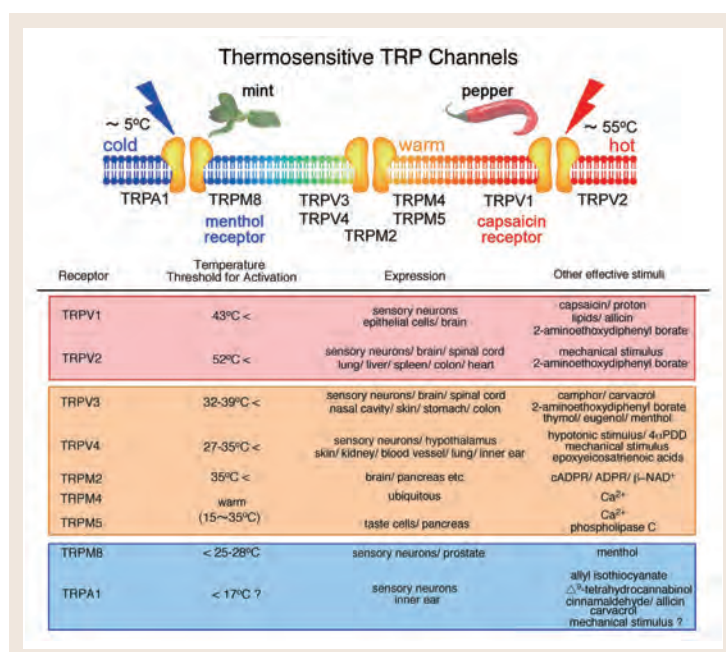 Thermosensitive TRP Channels
mint
pepper
~ 5ºC
cold
warm
~ 55ºC
hot
TRPA1
TRPM8
TRPV3
TRPM4
TRPV1
TRPV2
menthol
TRPV4
TRPM5
capsaicin
receptor
TRPM2
receptor
Receptor
Temperature
Threshold for Activation
Expression
Other effective stimuli
TRPV1
43ºC <
sensory neurons
epithelial cells/ brain
capsaicin/ proton
lipids/ allicin
2-aminoethoxydiphenyl borate
TRPV2
52ºC <
sensory neurons/ brain/ spinal cord
lung/ liver/ spleen/ colon/ heart
mechanical stimulus
2-aminoethoxydiphenyl borate
TRPV3
32-39ºC <
sensory neurons/ brain/ spinal cord
nasal cavity/ skin/ stomach/ colon
camphor/ carvacrol
2-aminoethoxydiphenyl borate
thymol/ eugenol/ menthol
TRPV4
27-35ºC <
sensory neurons/ hypothalamus
skin/ kidney/ blood vessel/ lung/ inner ear
hypotonic stimulus/ 4αPDD
mechanical stimulus
epoxyeicosatrienoic acids
TRPM2
35ºC <
brain/ pancreas etc
cADPR/ ADPR/ β-NAD⁺
TRPM4
warm
ubiquitous
Ca²⁺
TRPM5
(15~35ºC)
taste cells/ pancreas
Ca²⁺
phospholipase C
TRPM8
< 25-28ºC
sensory neurons/ prostate
menthol
TRPA1
< 17ºC ?
sensory neurons
inner ear
allyl isothiocyanate
△⁹-tetrahydrocannabinol
cinnamaldehyde/ allicin
carvacrol
mechanical stimulus ?